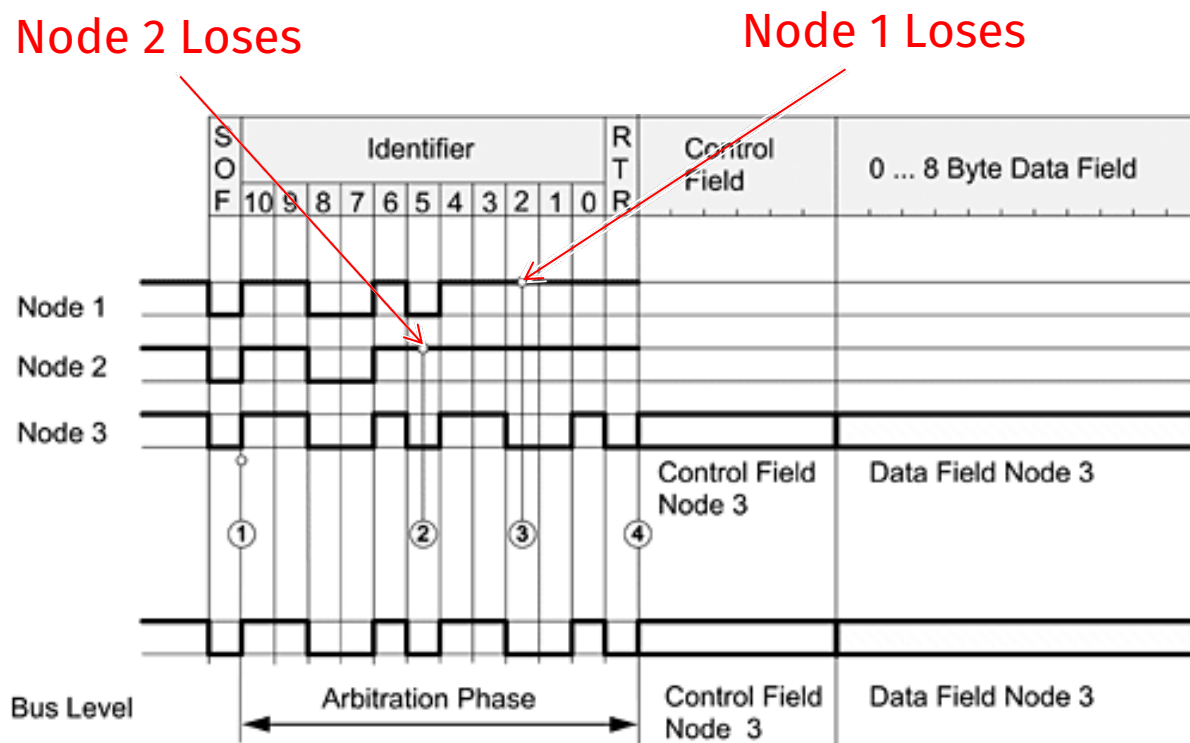 Node 2 Loses
Node 1 Loses
SOF
Identifier
RTR
Control
Field
0 ... 8 Byte Data Field
10 9 8 7 6 5 4 3 2 1 0
Node 1
Node 2
Node 3
Control Field
Node 3
Data Field Node 3
1 2 3 4
Bus Level
Arbitration Phase
Control Field
Node 3
Data Field Node 3